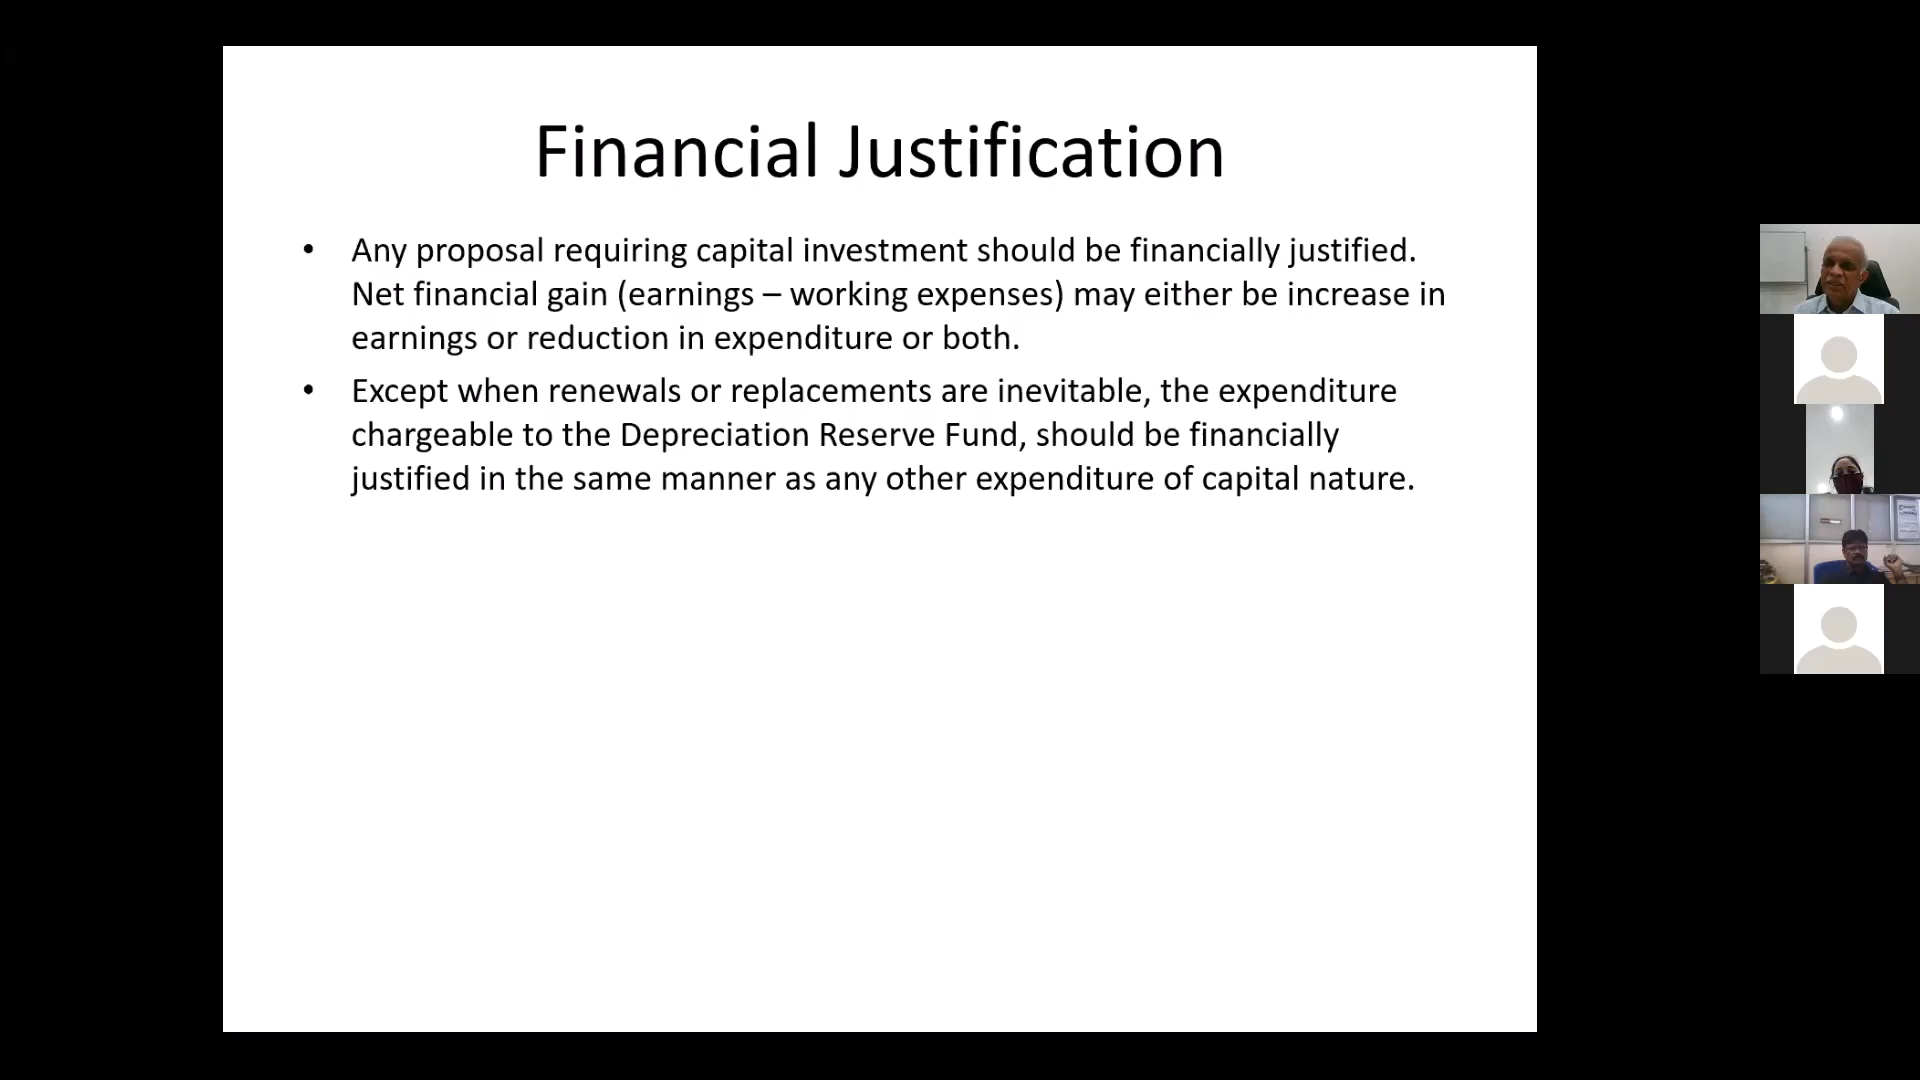 Financial Justification
• Any proposal requiring capital investment should be financially justified.
Net financial gain (earnings – working expenses) may either be increase in
earnings or reduction in expenditure or both.
• Except when renewals or replacements are inevitable, the expenditure
chargeable to the Depreciation Reserve Fund, should be financially
justified in the same manner as any other expenditure of capital nature.